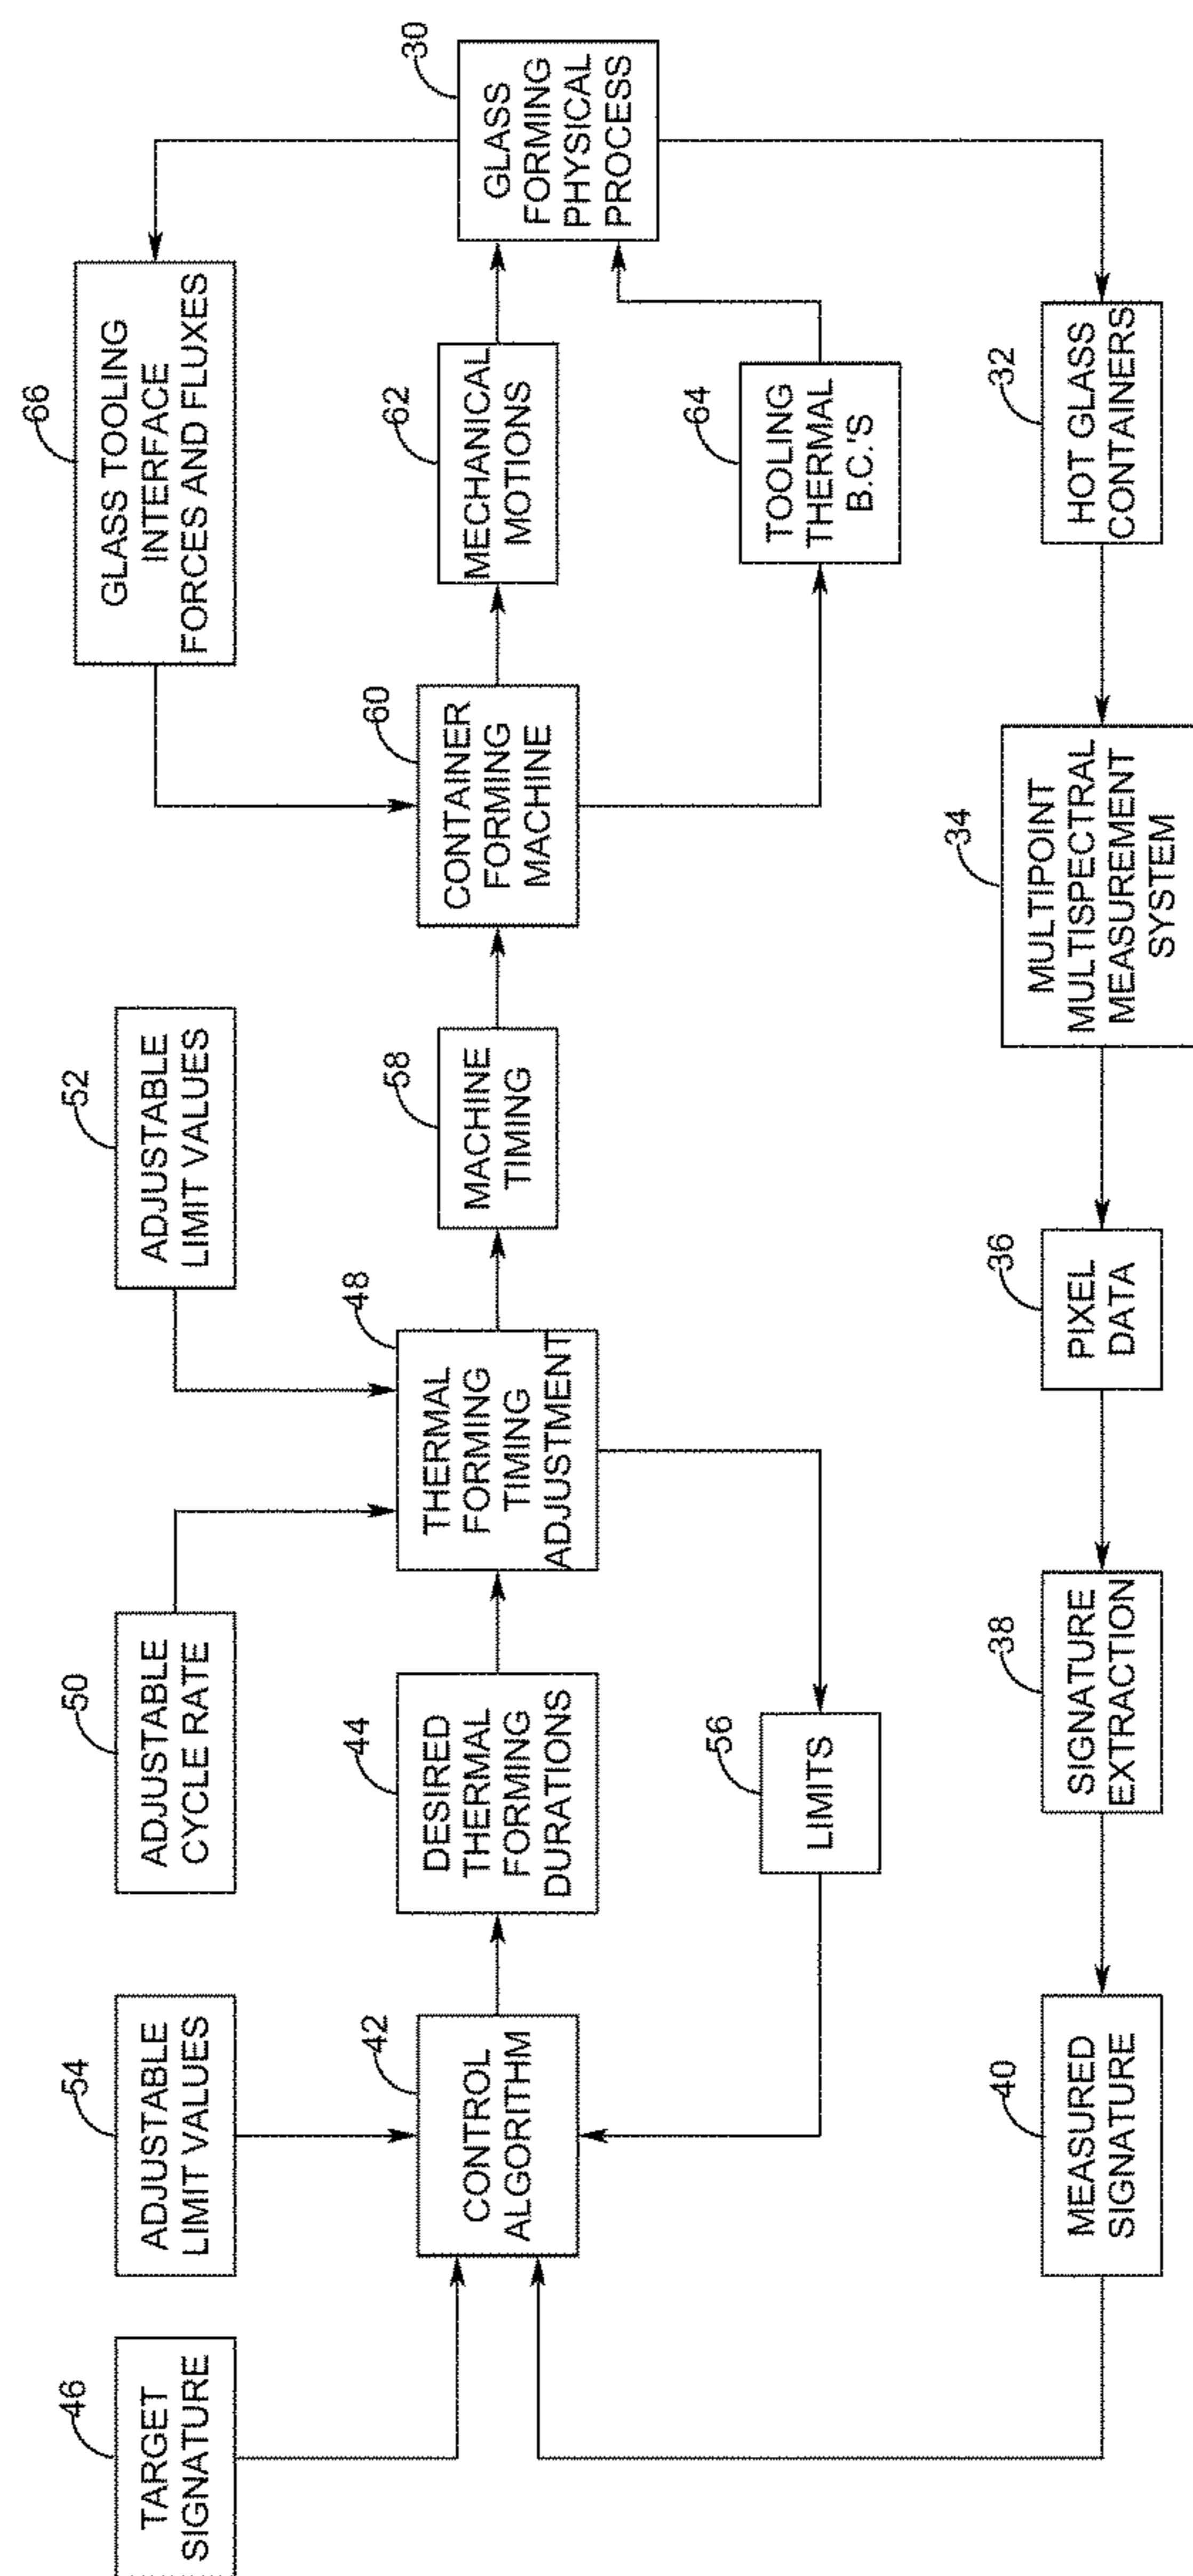 46
TARGET
SIGNATURE
54
ADJUSTABLE
LIMIT VALUES
50
ADJUSTABLE
CYCLE RATE
52
ADJUSTABLE
LIMIT VALUES
66
GLASS TOOLING
INTERFACE
FORCES AND FLUXES
42
CONTROL
ALGORITHM
44
DESIRED
THERMAL
FORMING
DURATIONS
48
THERMAL
FORMING
TIMING
ADJUSTMENT
58
MACHINE
TIMING
60
CONTAINER
FORMING
MACHINE
62
MECHANICAL
MOTIONS
30
GLASS
FORMING
PHYSICAL
PROCESS
56
LIMITS
64
TOOLING
THERMAL
B.C.'S
40
MEASURED
SIGNATURE
38
SIGNATURE
EXTRACTION
36
PIXEL
DATA
34
MULTIPOINT
MULTISPECTRAL
MEASUREMENT
SYSTEM
32
HOT GLASS
CONTAINERS